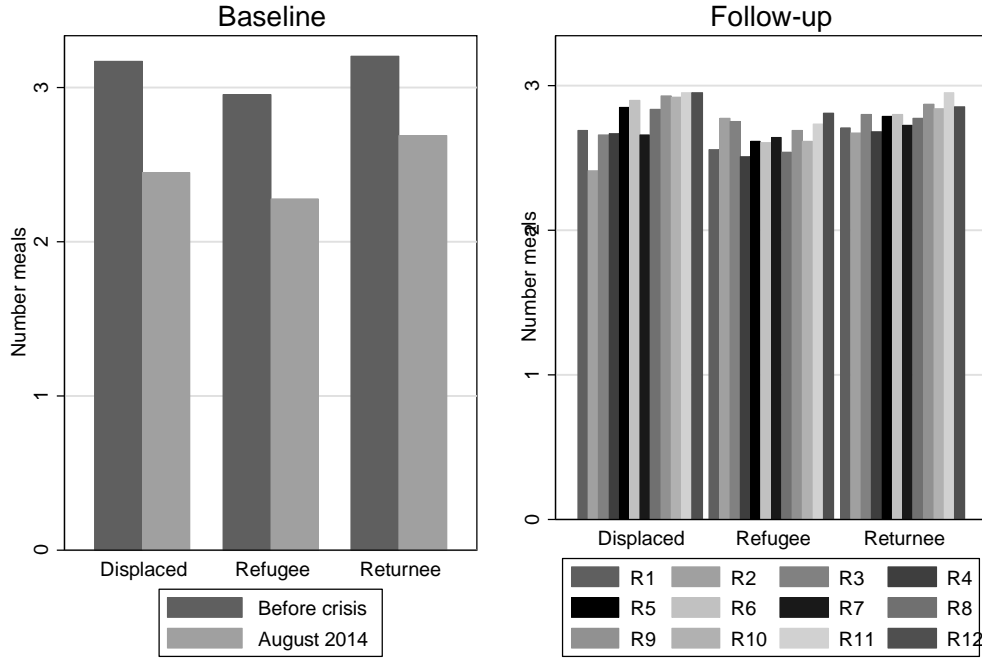 Baseline
Number meals
3
2
1
0
Displaced Refugee Returnee
Before crisis
August 2014
Follow-up
Number meals
3
2
1
0
Displaced Refugee Returnee
R1 R2 R3 R4
R5 R6 R7 R8
R9 R10 R11 R12